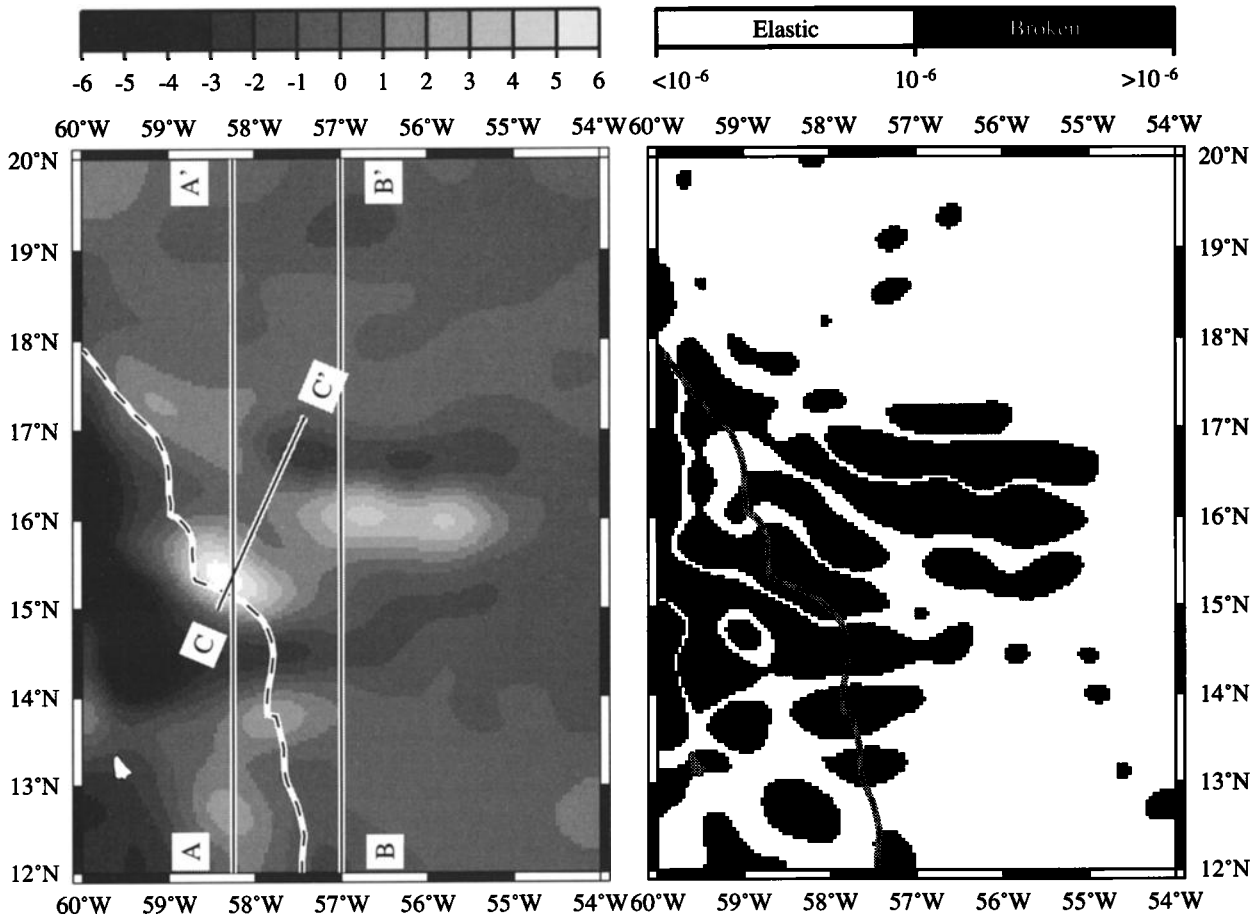 Elastic Broken
-6 -5 -4 -3 -2 -1 0 1 2 3 4 5 6
<10⁻⁶ 10⁻⁶ >10⁻⁶
60°W 59°W 58°W 57°W 56°W 55°W 54°W
60°W 59°W 58°W 57°W 56°W 55°W 54°W
20°N
19°N
18°N
17°N
16°N
15°N
14°N
13°N
12°N
A'
B'
C'
C
A
B
20°N
19°N
18°N
17°N
16°N
15°N
14°N
13°N
12°N
60°W 59°W 58°W 57°W 56°W 55°W 54°W
60°W 59°W 58°W 57°W 56°W 55°W 54°W